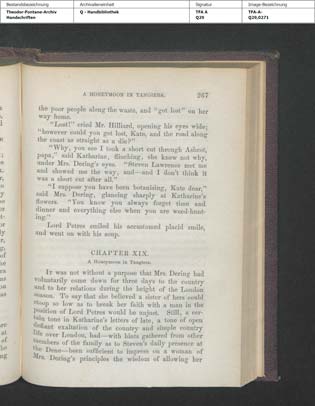 Bestandsbezeichnung Archivalieneinheit Signatur Image-Bezeichnung
Theodor-Fontane-Archiv Q - Handbibliothek TFA A TFA-A-
Handschriften Q29 Q29,0271
A HONEYMOON IN TANGIERS. 267
the poor people along the waste, and "got lost" on her
way home.
"Lost!" cried Mr. Hilliard, opening his eyes wide;
"however could you get lost, Kate, and the road along
the coast as straight as a die?"
"Why, you see I took a short cut through Ashcot,
papa," said Katharine, flinching, she knew not why,
under Mrs. Dering's eyes. "Steven Lawrence met me
and showed me the way, and—and I don't think it
was a short cut after all."
"I suppose you have been botanising, Kate dear,"
said Mrs. Dering, glancing sharply at Katharine's
flowers. "You know you always forget time and
dinner and everything else when you are weed-hunt-
ing."
Lord Petres smiled his accustomed placid smile,
and went on with his soup.
CHAPTER XIX.
A Honeymoon in Tangiers.
IT was not without a purpose that Mrs. Dering had
voluntarily come down for three days to the country
and to her relations during the height of the London
season. To say that she believed a sister of hers could
stoop so low as to break her faith with a man in the
position of Lord Petres would be unjust. Still, a cer-
tain tone in Katharine's letters of late, a tone of open
defiant exaltation of the country and simple country
life over London, had—with hints gathered from other
members of the family as to Steven's daily presence at
the Dene—been sufficient to impress on a woman of
Mrs. Dering's principles the wisdom of allowing her